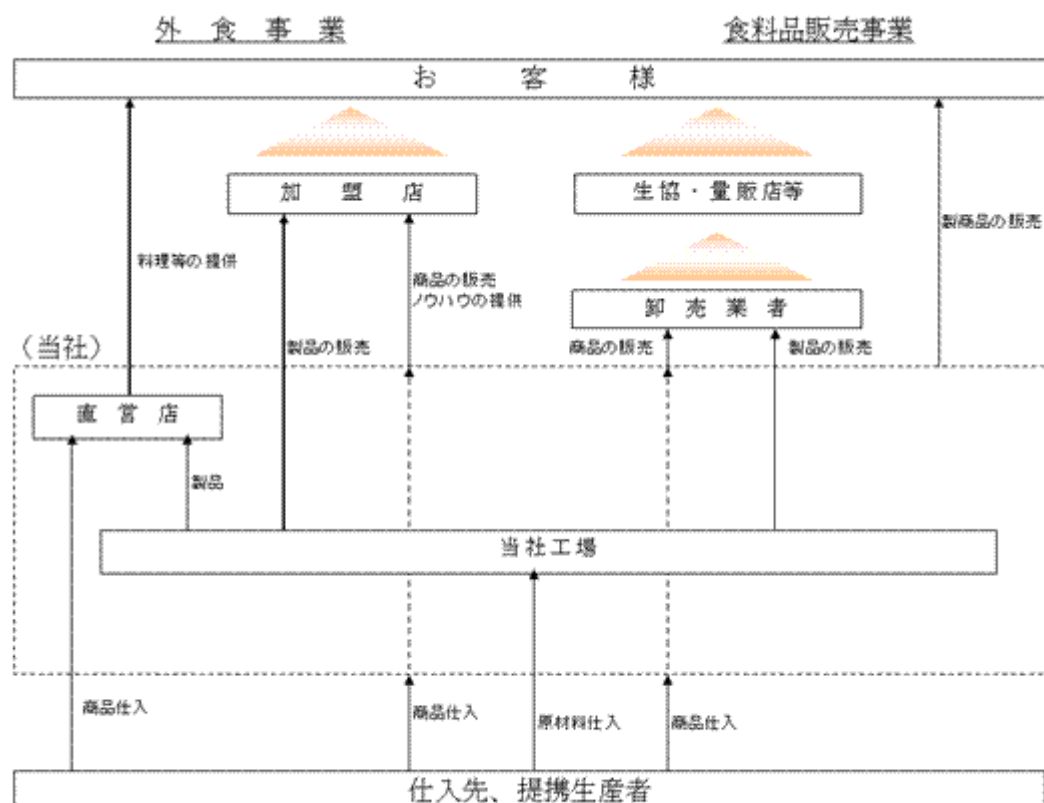 外食事業
食料品販売事業
お客様
加盟店
生協・量販店等
製商品の販売
料理等の提供
商品の販売
ノウハウの提供
卸売業者
製品の販売
商品の販売
製品の販売
（当社）
直営店
製品
当社工場
商品仕入
商品仕入
原材料仕入
商品仕入
仕入先、提携生産者